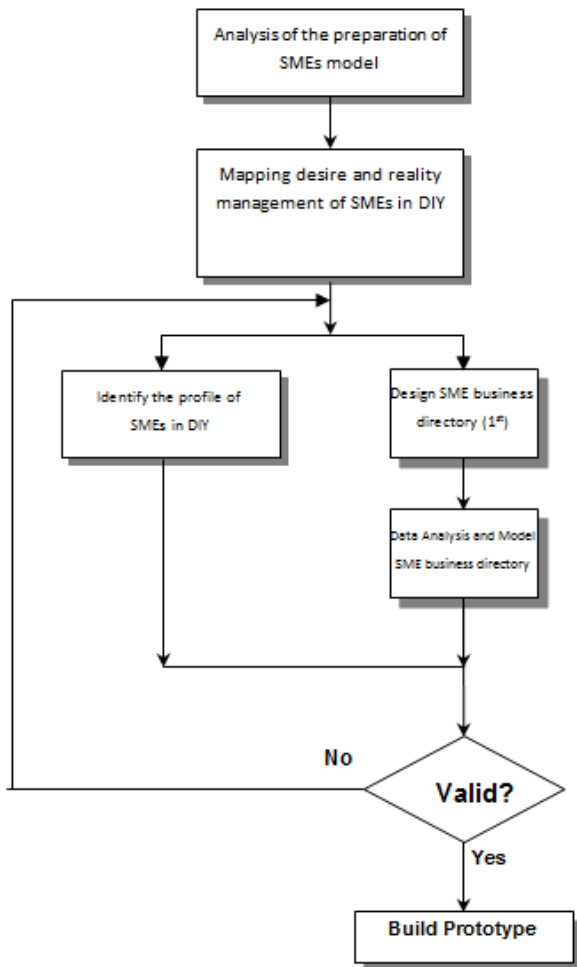 Analysis of the preparation of
SMEs model
Mapping desire and reality
management of SMEs in DIY
Identify the profile of
SMEs in DIY
Design SME business
directory (1st)
Data Analysis and Model
SME business directory
No
Valid?
Yes
Build Prototype